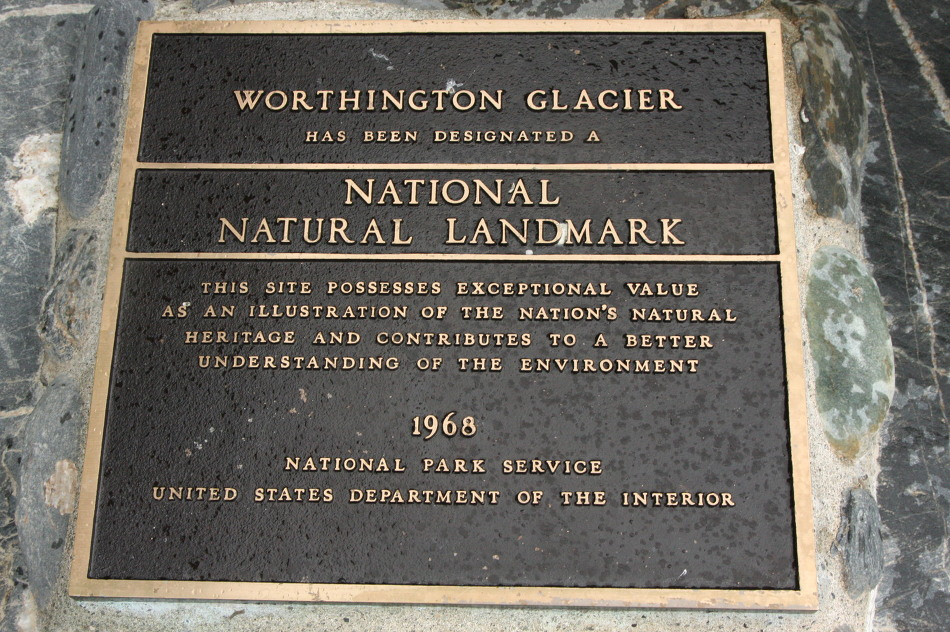 WORTHINGTON GLACIER
HAS BEEN DESIGNATED A
NATIONAL
NATURAL LANDMARK
THIS SITE POSSESSES EXCEPTIONAL VALUE
AS AN ILLUSTRATION OF THE NATION'S NATURAL
HERITAGE AND CONTRIBUTES TO A BETTER
UNDERSTANDING OF THE ENVIRONMENT
1968
NATIONAL PARK SERVICE
UNITED STATES DEPARTMENT OF THE INTERIOR